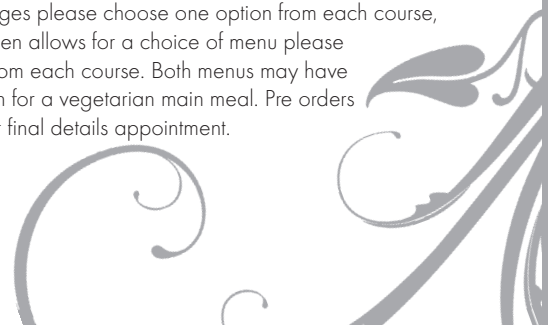 ges please choose one option from each course,
en allows for a choice of menu please
om each course. Both menus may have
n for a vegetarian main meal. Pre orders
final details appointment.